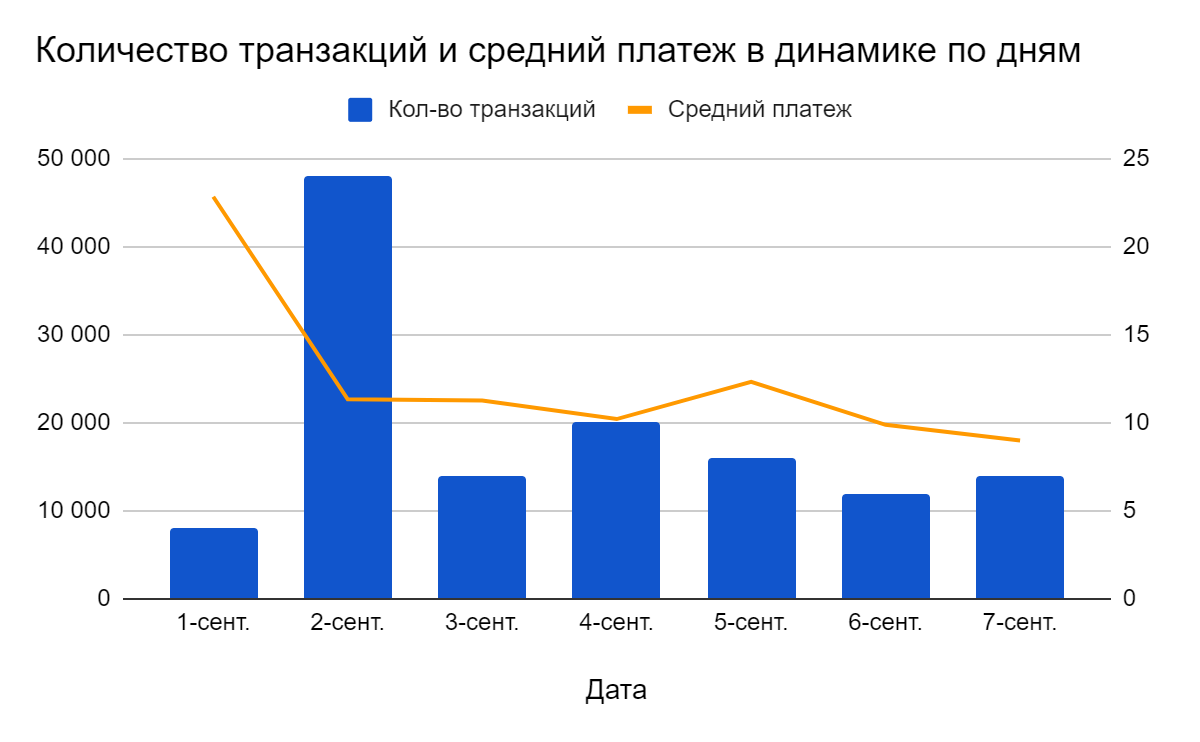 Количество транзакций и средний платеж в динамике по дням
Кол-во транзакций Средний платеж
50 000 25
40 000 20
30 000 15
20 000 10
10 000 5
0 0
1-сент. 2-сент. 3-сент. 4-сент. 5-сент. 6-сент. 7-сент.
Дата